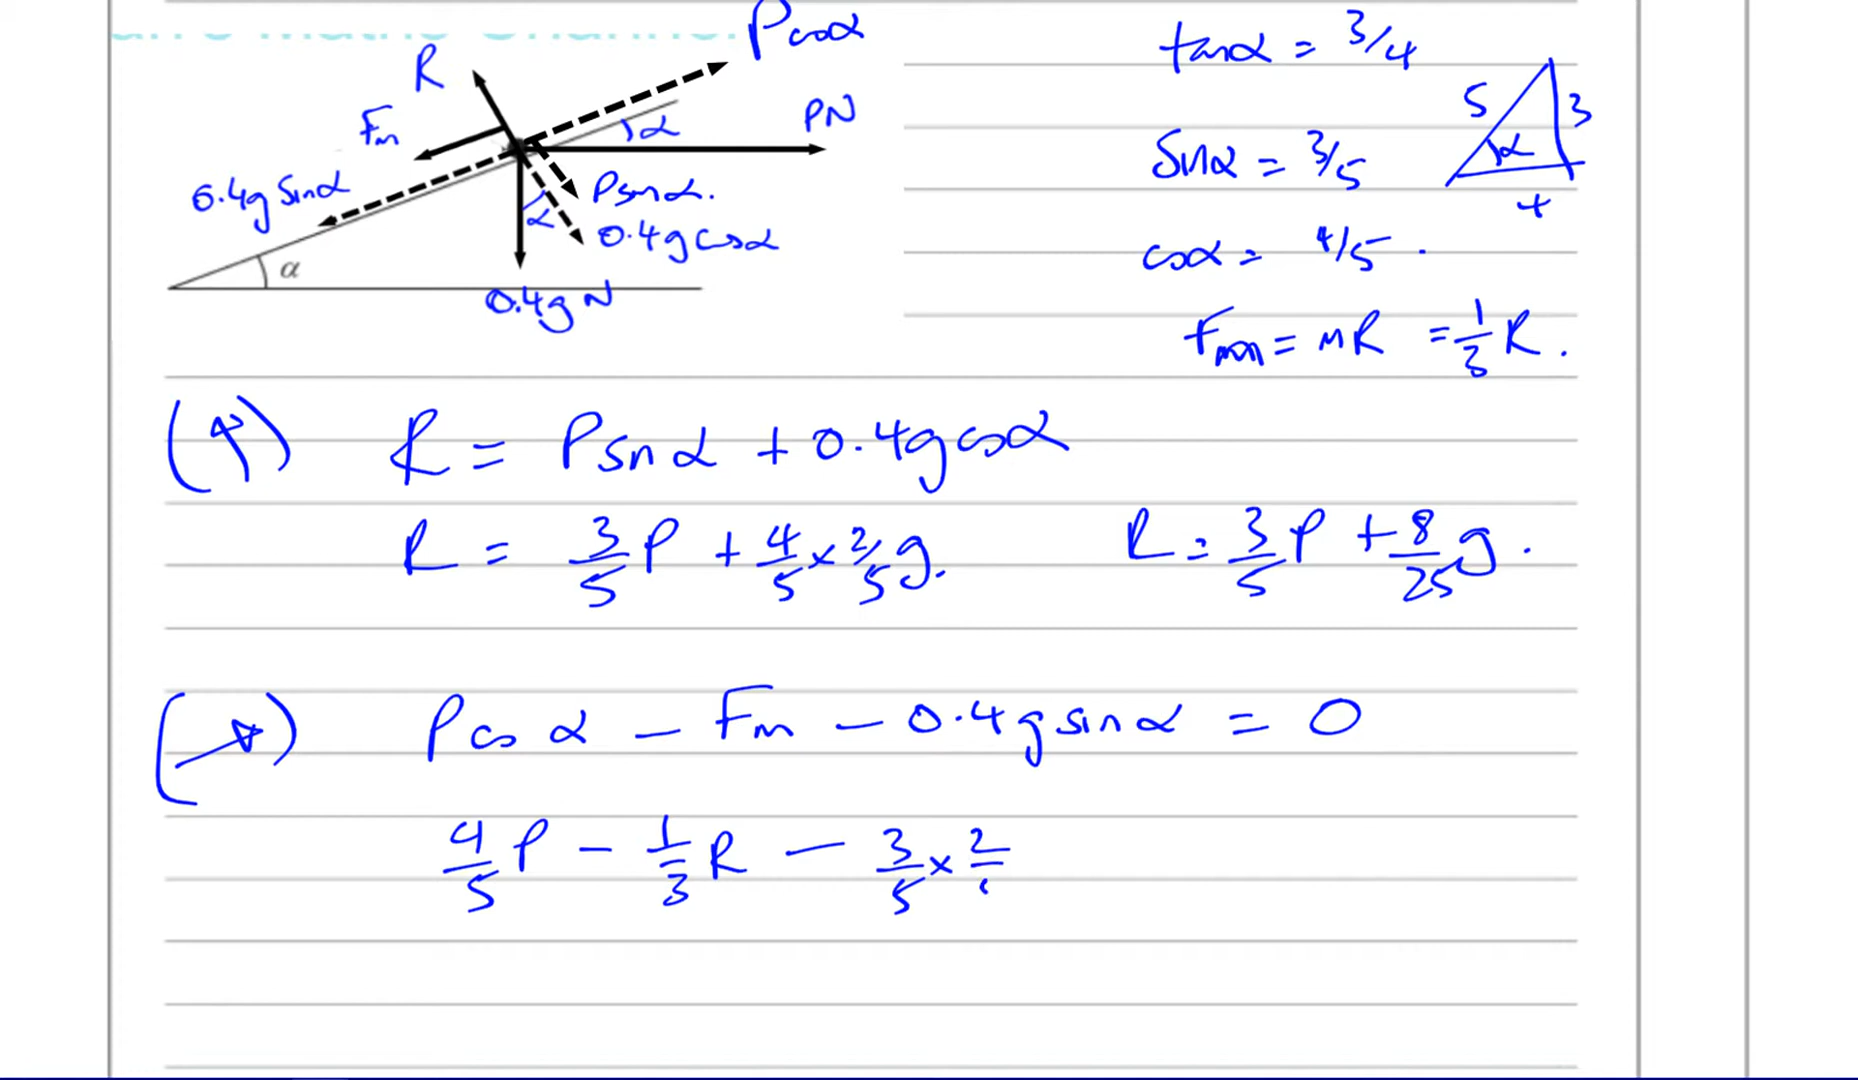 Pcosα
R
Fm
α
PN
0.4g Sinα
Psinα.
α
0.4g cosα
α
0.4g N
tanα = 3/4
5
3
α
4
Sinα = 3/5
cosα = 4/5 .
Fmax = μR = 1/3 R .
(↑) R = Psinα + 0.4g cosα
R = 3/5 P + 4/5 × 2/5 g. R = 3/5 P + 8/25 g .
(↗) Pcos α - Fm - 0.4g sinα = 0
4/5 P - 1/3 R - 3/5 × 2/